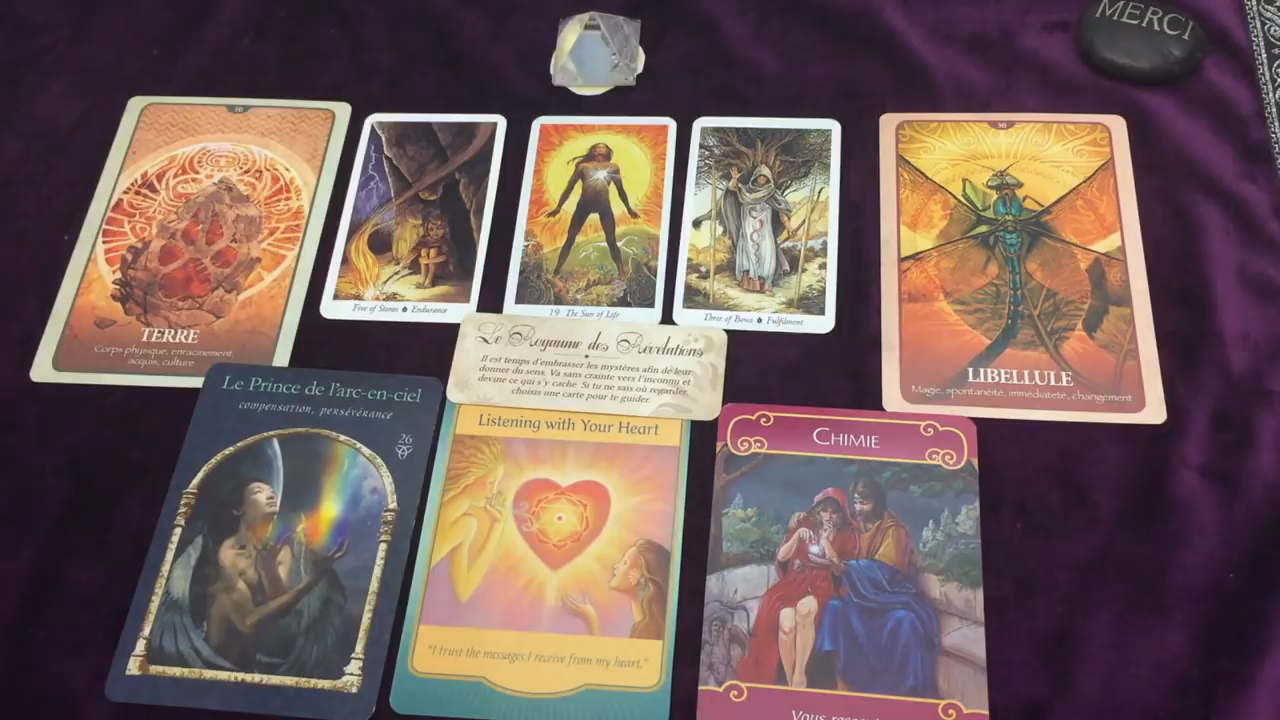 MERCI
10
TERRE
Corps physique, enracinement,
acquis, culture
Five of Stones Endurance
19 The Sun of Life
Three of Bows Fulfilment
30
LIBELLULE
Magie, spontanéité, immédiateté, changement
Le Royaume des Révélations
Il est temps d'embrasser les mystères afin de leur
donner du sens. Va sans crainte vers l'inconnu et
devine ce qui s'y cache. Si tu ne sais où regarder,
choisis une carte pour te guider.
Le Prince de l'arc-en-ciel
compensation, persévérance
26
Listening with Your Heart
"I trust the messages I receive from my heart."
CHIMIE
Vous